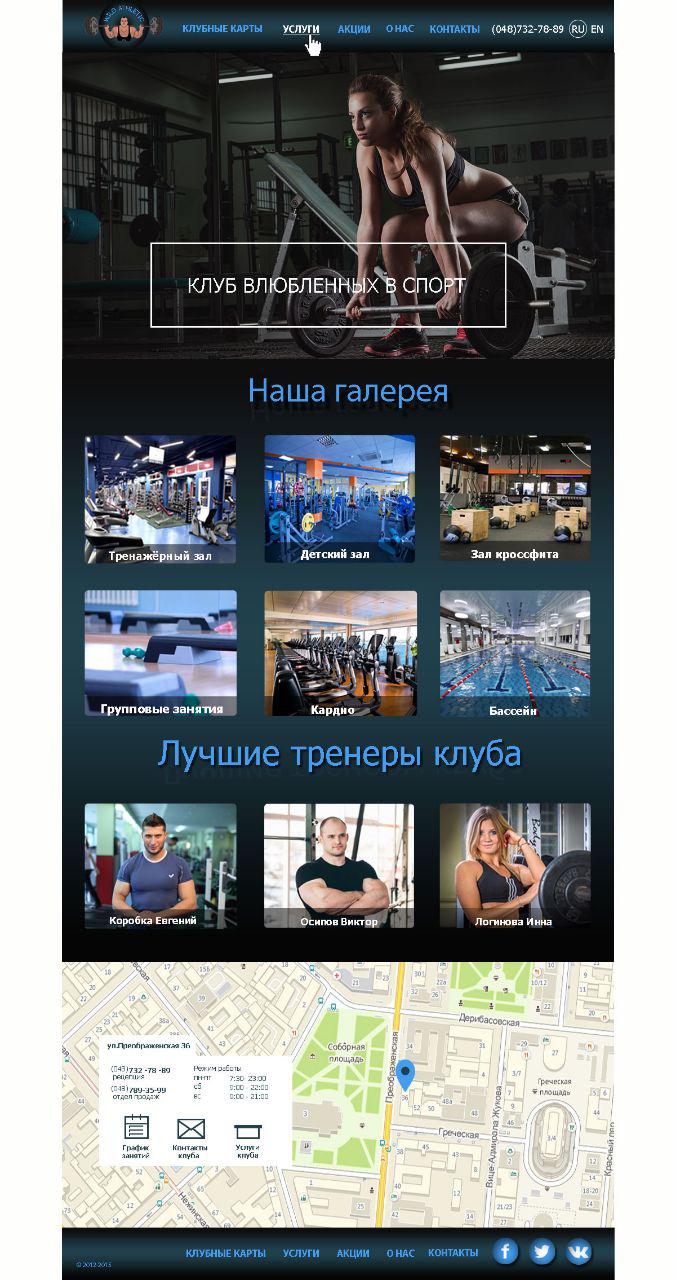 WILD ATHLETIC
КЛУБНЫЕ КАРТЫ УСЛУГИ АКЦИИ О НАС КОНТАКТЫ (048)732-78-89 RU EN
КЛУБ ВЛЮБЛЕННЫХ В СПОРТ
Наша галерея
Тренажёрный зал Детский зал Зал кроссфита
Групповые занятия Кардио Бассейн
Лучшие тренеры клуба
Коробка Евгений Осипов Виктор Логинова Инна
Дерибасовская
Соборная
площадь
Преображенская
Греческая
площадь
Греческая
Вице-Адмирала Жукова
Красный пер.
Нежинская
ул.Преображенская 36
(048)732 -78 -89
рецепция
(048)789-35-99
отдел продаж
Режим работы
пн-пт 7:30- 23:00
сб 9:00 - 22:00
вс 9:00 - 21:00
График
занятий
Контакты
клуба
Услуги
клуба
КЛУБНЫЕ КАРТЫ УСЛУГИ АКЦИИ О НАС КОНТАКТЫ
© 2012-2015